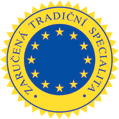 ZARUČENÁ TRADIČNÍ SPECIALITA